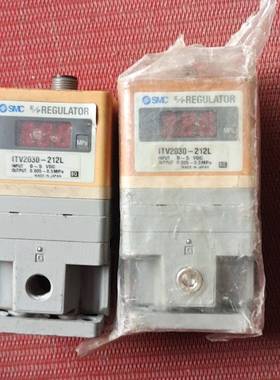 SMC E/P REGULATOR
MPa
ITV2030-212L
INPUT 0-5 VDC
OUTPUT 0.005-0.5MPa
MADE IN JAPAN
SMC E/P REGULATOR
MPa
ITV2030-212L
INPUT 0-5 VDC
OUTPUT 0.005-0.5MPa
MADE IN JAPAN